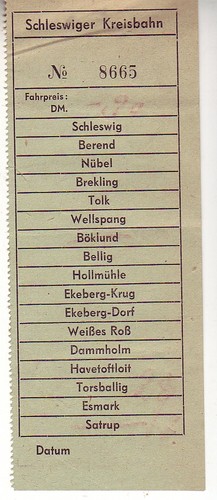 Schleswiger Kreisbahn
№ 8665
Fahrpreis:
DM.
Schleswig
Berend
Nübel
Brekling
Tolk
Wellspang
Böklund
Bellig
Hollmühle
Ekeberg-Krug
Ekeberg-Dorf
Weißes Roß
Dammholm
Havetoftloit
Torsballig
Esmark
Satrup
Datum